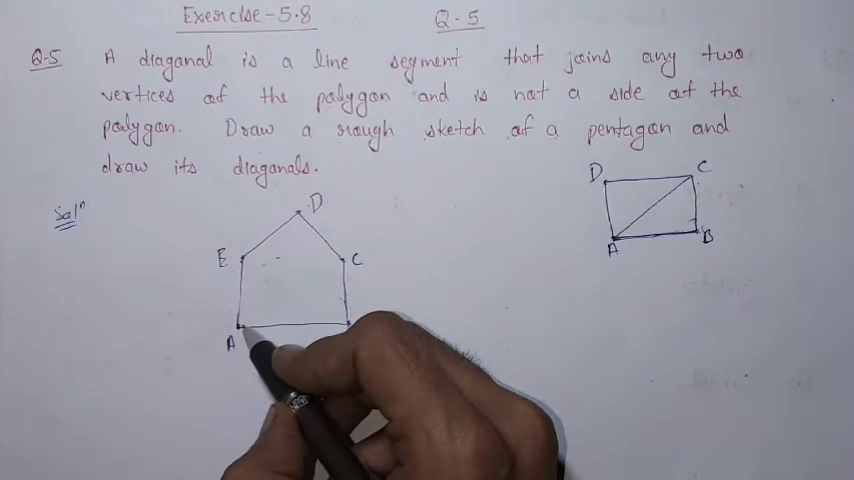 Exercise-5.8 Q-5
Q-5 A diagonal is a line segment that joins any two
vertices of the polygon and is not a side of the
polygon. Draw a rough sketch of a pentagon and
draw its diagonals.
Solⁿ
D
E C
A
D C
A B